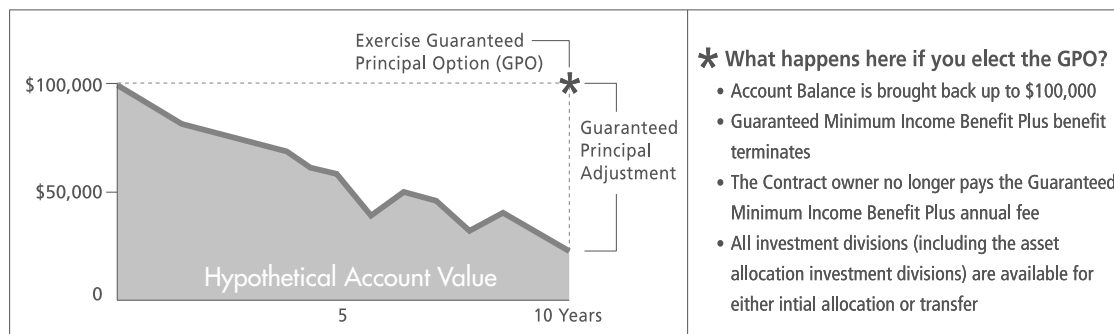 Exercise Guaranteed
Principal Option (GPO)
$100,000
$50,000
0
Guaranteed
Principal
Adjustment
Hypothetical Account Value
5
10 Years
* What happens here if you elect the GPO?
• Account Balance is brought back up to $100,000
• Guaranteed Minimum Income Benefit Plus benefit
terminates
• The Contract owner no longer pays the Guaranteed
Minimum Income Benefit Plus annual fee
• All investment divisions (including the asset
allocation investment divisions) are available for
either intial allocation or transfer